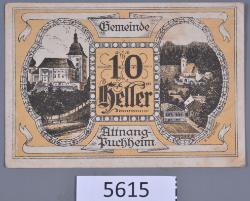 Gemeinde
10
Heller
Attnang-
Puchheim
5615